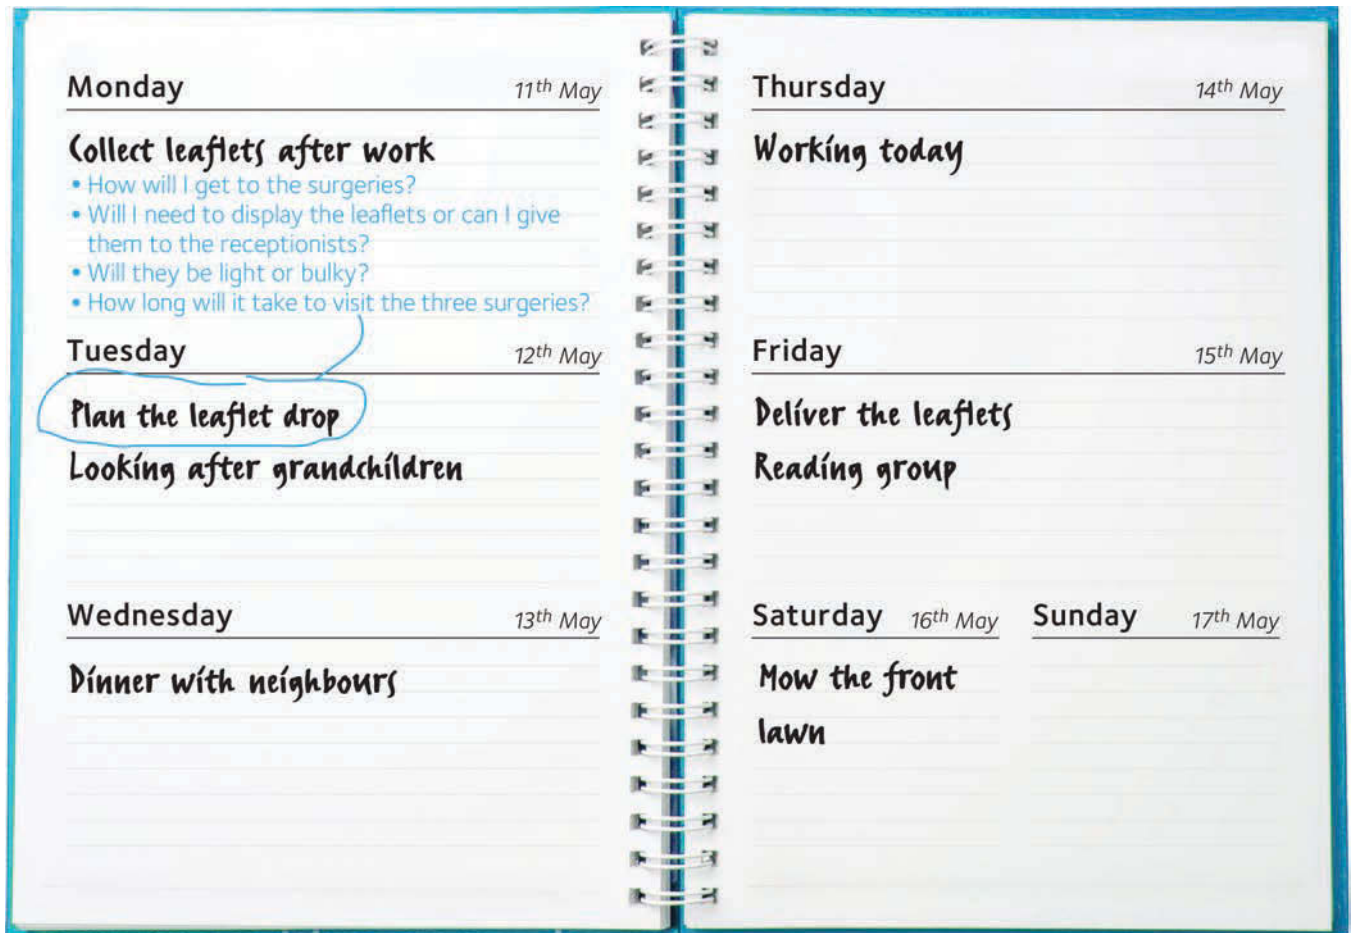 Monday 11th May
Collect leaflets after work
• How will I get to the surgeries?
• Will I need to display the leaflets or can I give
them to the receptionists?
• Will they be light or bulky?
• How long will it take to visit the three surgeries?
Tuesday 12th May
Plan the leaflet drop
Looking after grandchildren
Wednesday 13th May
Dinner with neighbours
Thursday 14th May
Working today
Friday 15th May
Deliver the leaflets
Reading group
Saturday 16th May
Mow the front
lawn
Sunday 17th May